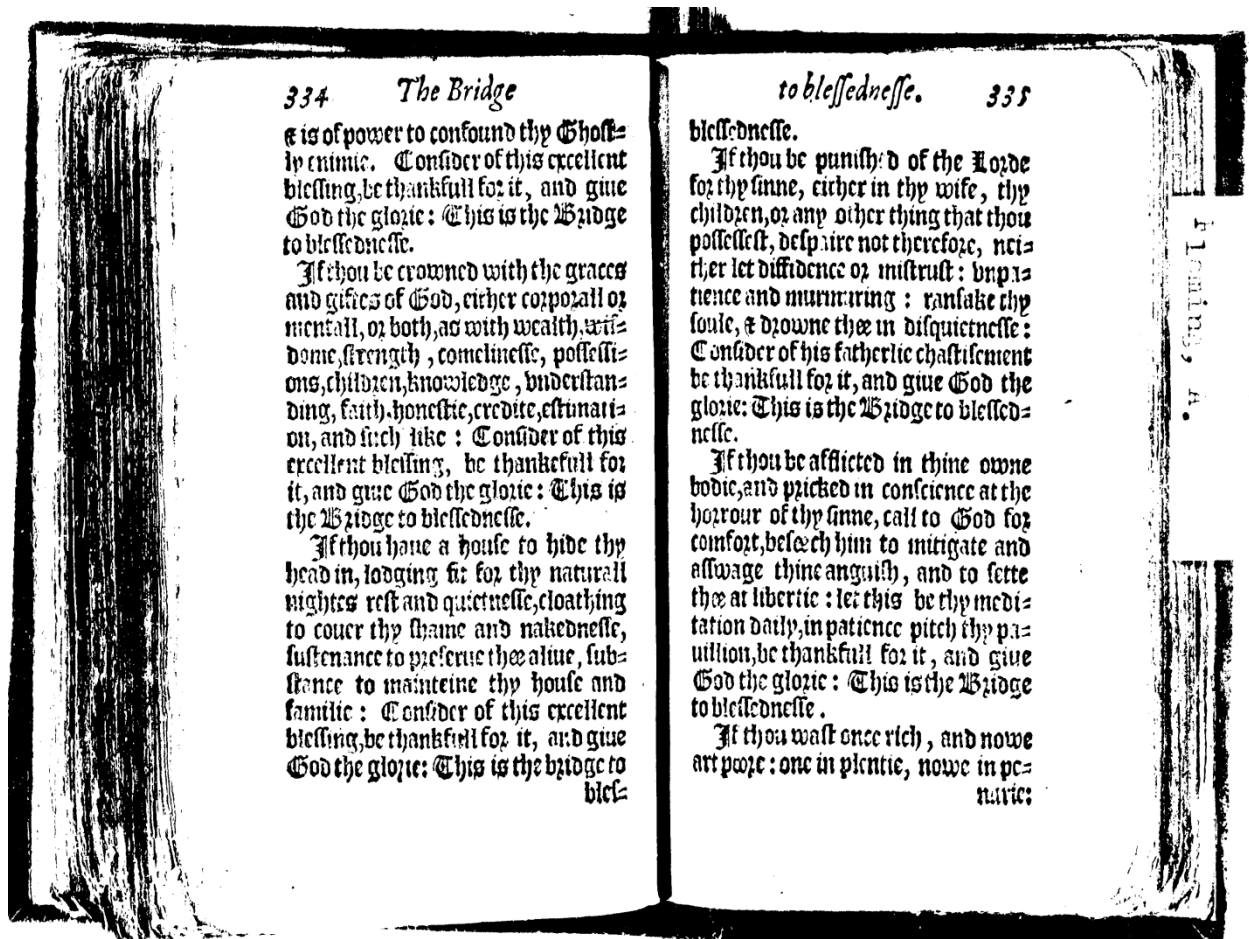 334 The Bridge
& is of power to confound thy Ghost=
ly enimie. Consider of this excellent
blessing, be thankfull for it, and giue
God the glorie: This is the Bridge
to blessednesse.
If thou be crowned with the graces
and giftes of God, either corporall or
mentall, or both, as with wealth, wis=
dome, strength, comelinesse, possessi=
ons, children, knowledge, vnderstan=
ding, faith, honestie, credite, estimati=
on, and such like: Consider of this
excellent blessing, be thankefull for
it, and giue God the glorie: This is
the Bridge to blessednesse.
If thou haue a house to hide thy
head in, lodging fit for thy naturall
nightes rest and quietnesse, cloathing
to couer thy shame and nakednesse,
sustenance to preserue thee aliue, sub=
stance to mainteine thy house and
familie: Consider of this excellent
blessing, be thankfull for it, and giue
God the glorie: This is the bridge to
bles=
to blessednesse. 335
blessednesse.
If thou be punished of the Lorde
for thy sinne, either in thy wife, thy
children, or any other thing that thou
possessest, despaire not therefore, nei=
ther let diffidence or mistrust: vnpa=
tience and murmuring: ransake thy
soule, & drowne thee in disquietnesse:
Consider of his fatherlie chastisement
be thankfull for it, and giue God the
glorie: This is the Bridge to blessed=
nesse.
If thou be afflicted in thine owne
bodie, and pricked in conscience at the
horrour of thy sinne, call to God for
comfort, beseech him to mitigate and
asswage thine anguish, and to sette
thee at libertie: let this be thy medi=
tation daily, in patience pitch thy pa=
uillion, be thankfull for it, and giue
God the glorie: This is the Bridge
to blessednesse.
If thou wast once rich, and nowe
art poore: one in plentie, nowe in pe=
nurie:
Fleming, A.